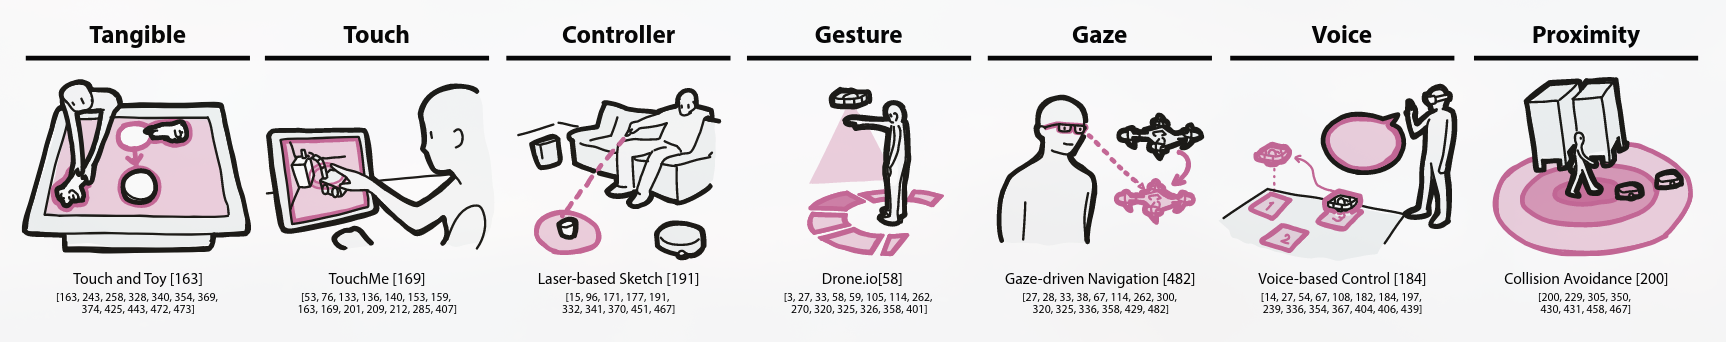 Tangible
Touch
Controller
Gesture
Gaze
Voice
Proximity
1
2
3
Touch and Toy [163]
[163, 243, 258, 328, 340, 354, 369,
374, 425, 443, 472, 473]
TouchMe [169]
[53, 76, 133, 136, 140, 153, 159,
163, 169, 201, 209, 212, 285, 407]
Laser-based Sketch [191]
[15, 96, 171, 177, 191,
332, 341, 370, 451, 467]
Drone.io[58]
[3, 27, 33, 58, 59, 105, 114, 262,
270, 320, 325, 326, 358, 401]
Gaze-driven Navigation [482]
[27, 28, 33, 38, 67, 114, 262, 300,
320, 325, 336, 358, 429, 482]
Voice-based Control [184]
[14, 27, 54, 67, 108, 182, 184, 197,
239, 336, 354, 367, 404, 406, 439]
Collision Avoidance [200]
[200, 229, 305, 350,
430, 431, 458, 467]